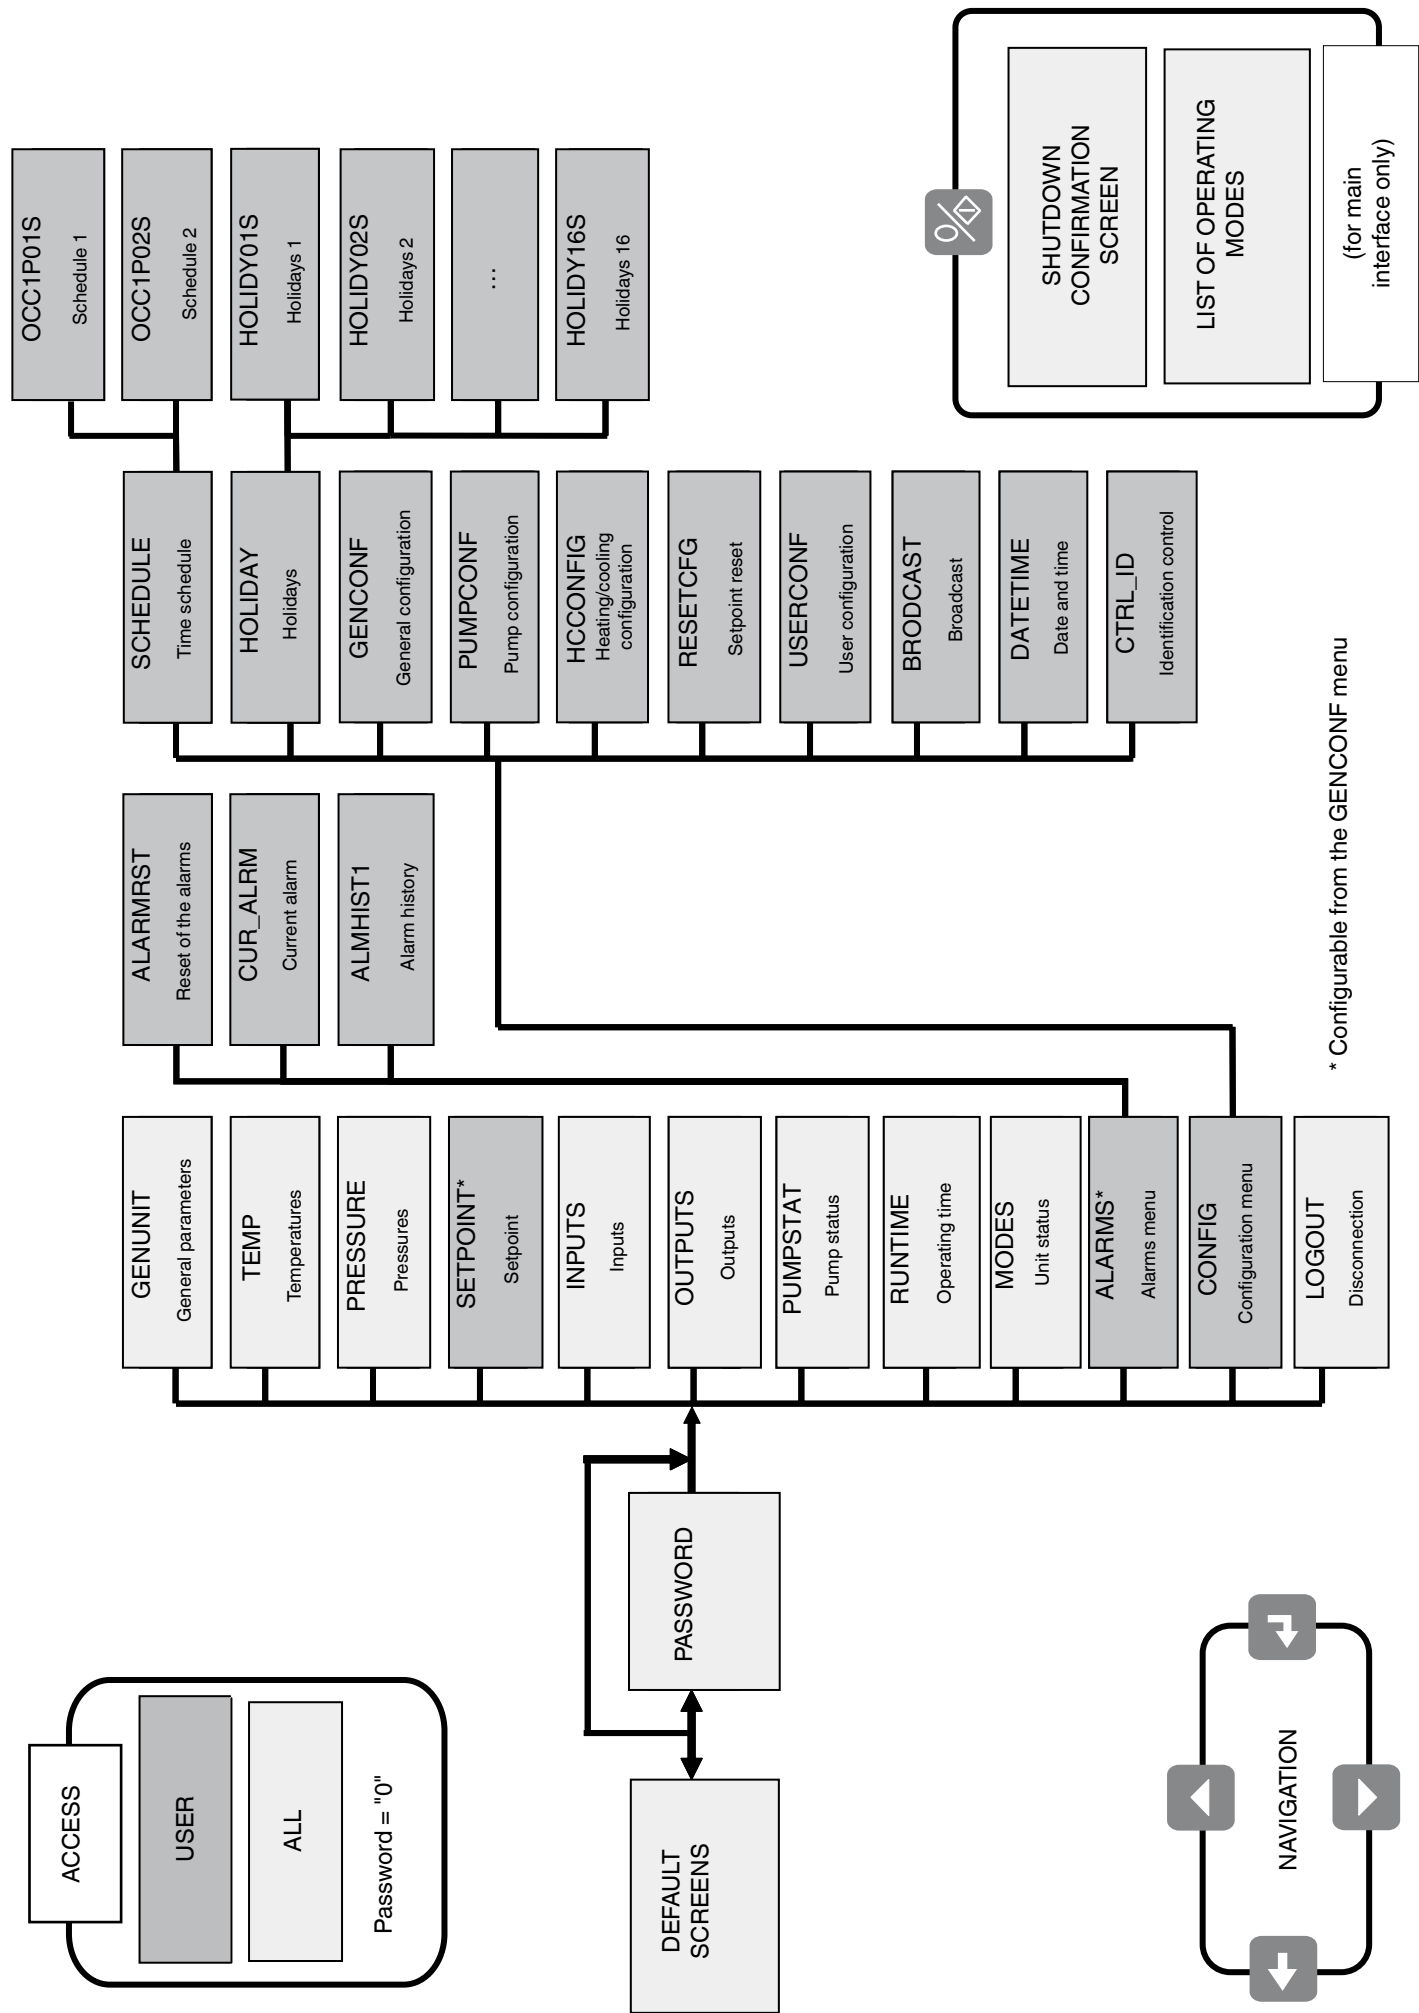 ACCESS
USER
ALL
Password = "0"
DEFAULT
SCREENS
PASSWORD
NAVIGATION
GENUNIT
General parameters
TEMP
Temperatures
PRESSURE
Pressures
SETPOINT*
Setpoint
INPUTS
Inputs
OUTPUTS
Outputs
PUMPSTAT
Pump status
RUNTIME
Operating time
MODES
Unit status
ALARMS*
Alarms menu
CONFIG
Configuration menu
LOGOUT
Disconnection
ALARMRST
Reset of the alarms
CUR_ALRM
Current alarm
ALMHIST1
Alarm history
SCHEDULE
Time schedule
HOLIDAY
Holidays
GENCONF
General configuration
PUMPCONF
Pump configuration
HCCONFIG
Heating/cooling
configuration
RESETCFG
Setpoint reset
USERCONF
User configuration
BRODCAST
Broadcast
DATETIME
Date and time
CTRL_ID
Identification control
OCC1P01S
Schedule 1
OCC1P02S
Schedule 2
HOLIDY01S
Holidays 1
HOLIDY02S
Holidays 2
...
HOLIDY16S
Holidays 16
* Configurable from the GENCONF menu
SHUTDOWN
CONFIRMATION
SCREEN
LIST OF OPERATING
MODES
(for main
interface only)